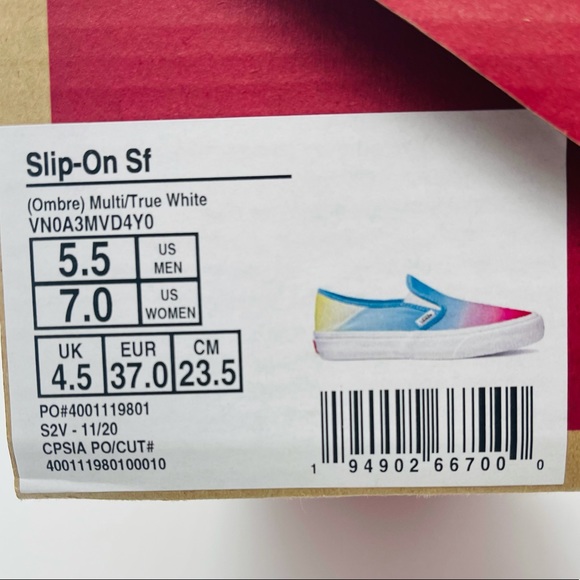 Slip-On Sf
(Ombre) Multi/True White
VN0A3MVD4Y0
5.5 US MEN
7.0 US WOMEN
UK EUR CM
4.5 37.0 23.5
PO#4001119801
S2V - 11/20
CPSIA PO/CUT#
400111980100010
1 94902 66700 0